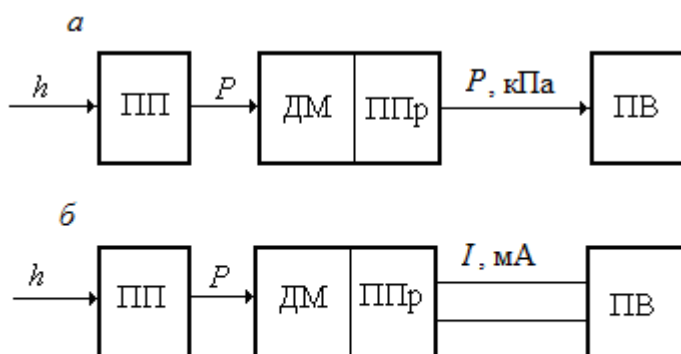 а
h ПП P ДМ ППр P, кПа ПВ
б
h ПП P ДМ ППр I, мА ПВ